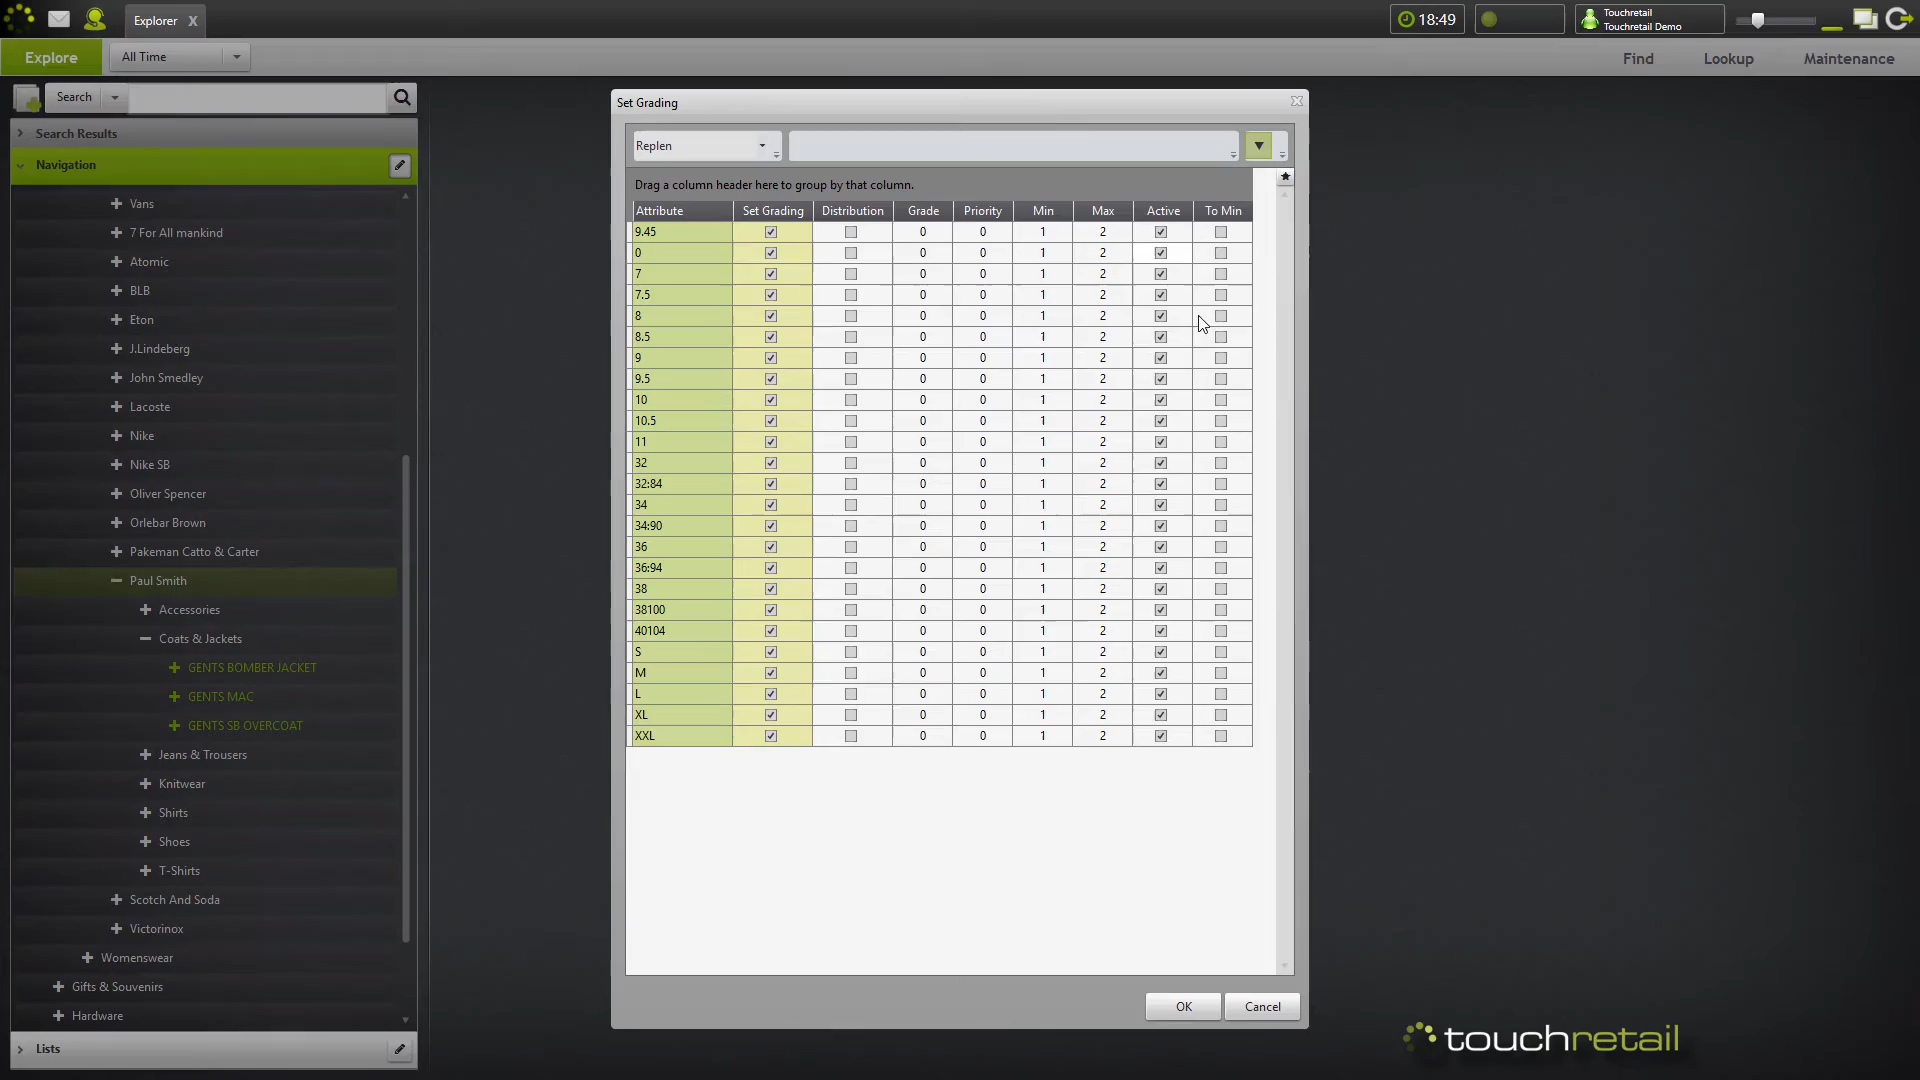 Explorer X
18:49
Touchretail
Touchretail Demo
Explore
All Time
Find
Lookup
Maintenance
Search
Search Results
Navigation
Vans
7 For All mankind
Atomic
BLB
Eton
J.Lindeberg
John Smedley
Lacoste
Nike
Nike SB
Oliver Spencer
Orlebar Brown
Pakeman Catto & Carter
Paul Smith
Accessories
Coats & Jackets
GENTS BOMBER JACKET
GENTS MAC
GENTS SB OVERCOAT
Jeans & Trousers
Knitwear
Shirts
Shoes
T-Shirts
Scotch And Soda
Victorinox
Womenswear
Gifts & Souvenirs
Hardware
Lists
Set Grading
Replen
Drag a column header here to group by that column.
Attribute Set Grading Distribution Grade Priority Min Max Active To Min
9.45 0 0 1 2
0 0 0 1 2
7 0 0 1 2
7.5 0 0 1 2
8 0 0 1 2
8.5 0 0 1 2
9 0 0 1 2
9.5 0 0 1 2
10 0 0 1 2
10.5 0 0 1 2
11 0 0 1 2
32 0 0 1 2
32:84 0 0 1 2
34 0 0 1 2
34:90 0 0 1 2
36 0 0 1 2
36:94 0 0 1 2
38 0 0 1 2
38100 0 0 1 2
40104 0 0 1 2
S 0 0 1 2
M 0 0 1 2
L 0 0 1 2
XL 0 0 1 2
XXL 0 0 1 2
OK
Cancel
touchretail